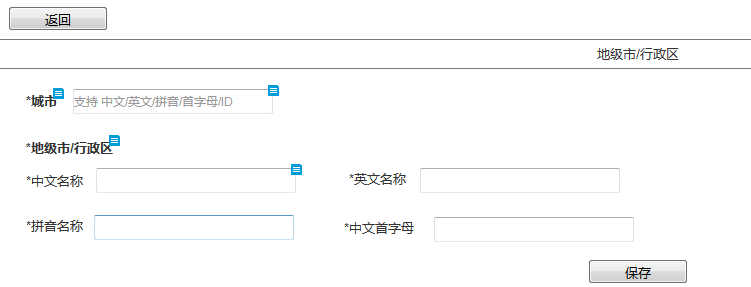 返回
地级市/行政区
*城市 支持 中文/英文/拼音/首字母/ID
*地级市/行政区
*中文名称 *英文名称
*拼音名称 *中文首字母
保存